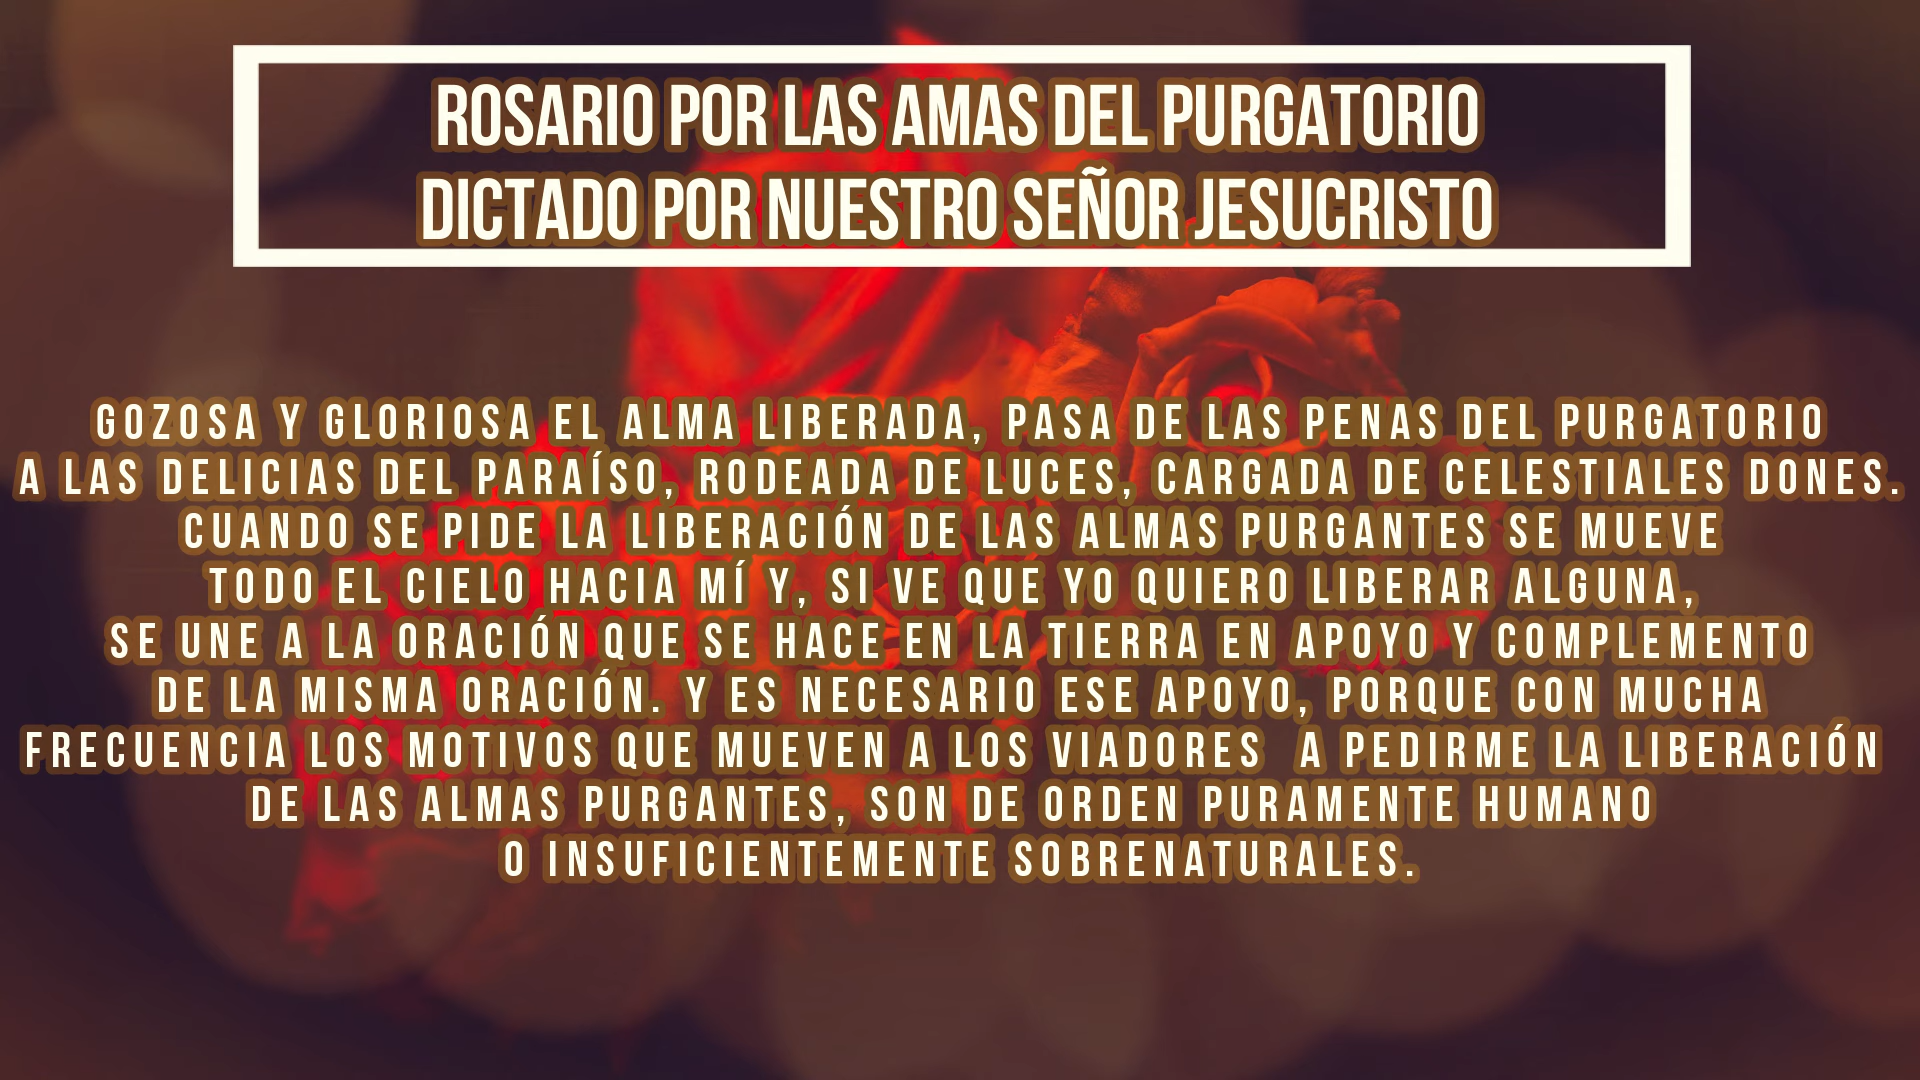 ROSARIO POR LAS AMAS DEL PURGATORIO
DICTADO POR NUESTRO SEÑOR JESUCRISTO
GOZOSA Y GLORIOSA EL ALMA LIBERADA, PASA DE LAS PENAS DEL PURGATORIO
A LAS DELICIAS DEL PARAÍSO, RODEADA DE LUCES, CARGADA DE CELESTIALES DONES.
CUANDO SE PIDE LA LIBERACIÓN DE LAS ALMAS PURGANTES SE MUEVE
TODO EL CIELO HACIA MÍ Y, SI VE QUE YO QUIERO LIBERAR ALGUNA,
SE UNE A LA ORACIÓN QUE SE HACE EN LA TIERRA EN APOYO Y COMPLEMENTO
DE LA MISMA ORACIÓN. Y ES NECESARIO ESE APOYO, PORQUE CON MUCHA
FRECUENCIA LOS MOTIVOS QUE MUEVEN A LOS VIADORES A PEDIRME LA LIBERACIÓN
DE LAS ALMAS PURGANTES, SON DE ORDEN PURAMENTE HUMANO
O INSUFICIENTEMENTE SOBRENATURALES.